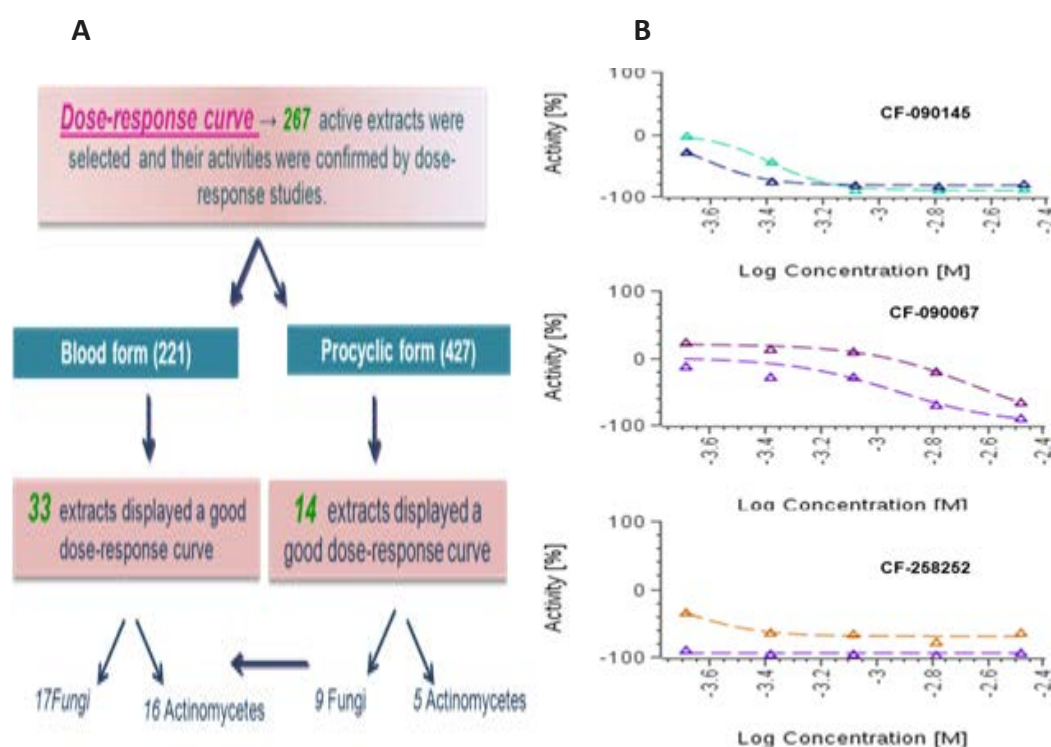 A
Dose-response curve → 267 active extracts were
selected and their activities were confirmed by dose-
response studies.
Blood form (221)
Procyclic form (427)
33 extracts displayed a good
dose-response curve
14 extracts displayed a
good dose-response curve
17Fungi
16 Actinomycetes
9 Fungi
5 Actinomycetes
B
CF-090145
Activity [%]
100
0
-100
-3.6 -3.4 -3.2 -3 -2.8 -2.6 -2.4
Log Concentration [M]
CF-090067
Activity [%]
100
0
-100
-3.6 -3.4 -3.2 -3 -2.8 -2.6 -2.4
Log Concentration [M]
CF-258252
Activity [%]
100
0
-100
-3.6 -3.4 -3.2 -3 -2.8 -2.6 -2.4
Log Concentration [M]